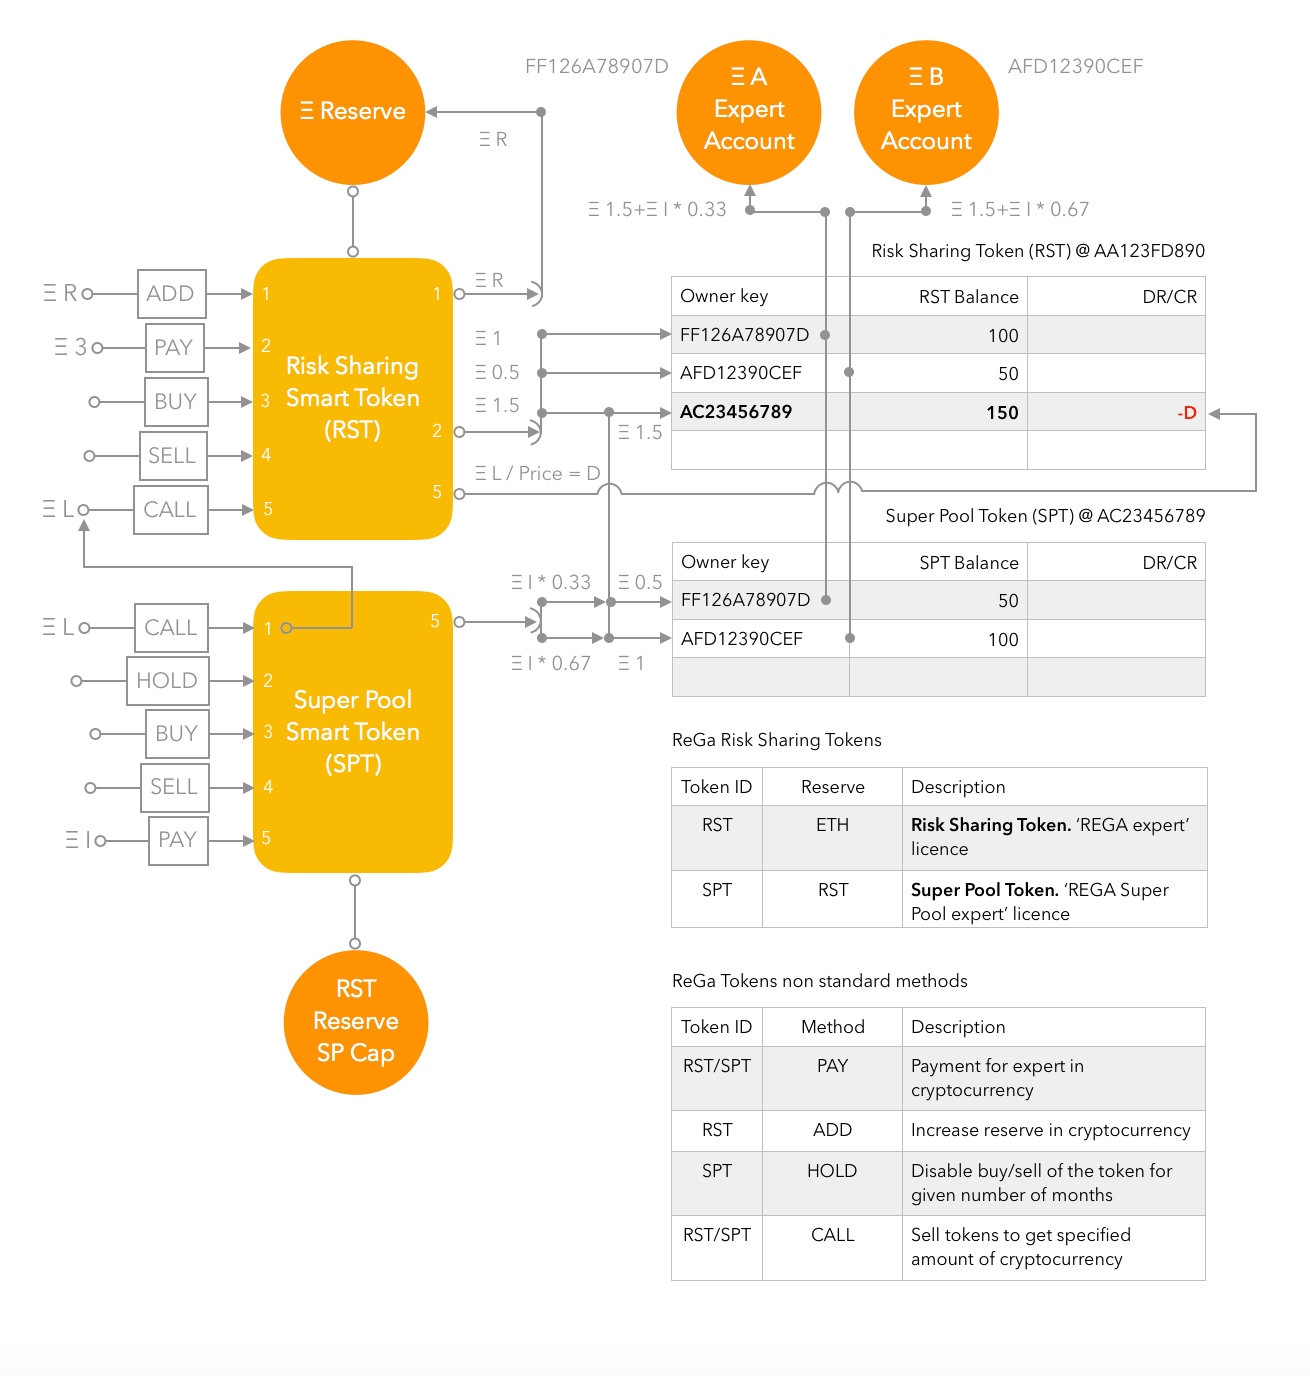 FF126A78907D
Ξ A
Expert
Account
Ξ B
Expert
Account
AFD12390CEF
Ξ Reserve
Ξ R
Ξ 1.5+Ξ I * 0.33
Ξ 1.5+Ξ I * 0.67
Risk Sharing Token (RST) @ AA123FD890
Ξ R
ADD
1
Ξ 3
PAY
2
BUY
3
SELL
4
Ξ L
CALL
5
Risk Sharing
Smart Token
(RST)
1
2
5
Ξ R
Ξ 1
Ξ 0.5
Ξ 1.5
Ξ 1.5
Ξ L / Price = D
Owner key RST Balance DR/CR
FF126A78907D 100
AFD12390CEF 50
AC23456789 150 -D
Super Pool Token (SPT) @ AC23456789
Owner key SPT Balance DR/CR
FF126A78907D 50
AFD12390CEF 100
Ξ I * 0.33
Ξ 0.5
Ξ I * 0.67
Ξ 1
Ξ L
CALL
1
HOLD
2
BUY
3
SELL
4
Ξ I
PAY
5
5
Super Pool
Smart Token
(SPT)
RST
Reserve
SP Cap
ReGa Risk Sharing Tokens
Token ID Reserve Description
RST ETH Risk Sharing Token. ‘REGA expert’
licence
SPT RST Super Pool Token. ‘REGA Super
Pool expert’ licence
ReGa Tokens non standard methods
Token ID Method Description
RST/SPT PAY Payment for expert in
cryptocurrency
RST ADD Increase reserve in cryptocurrency
SPT HOLD Disable buy/sell of the token for
given number of months
RST/SPT CALL Sell tokens to get specified
amount of cryptocurrency